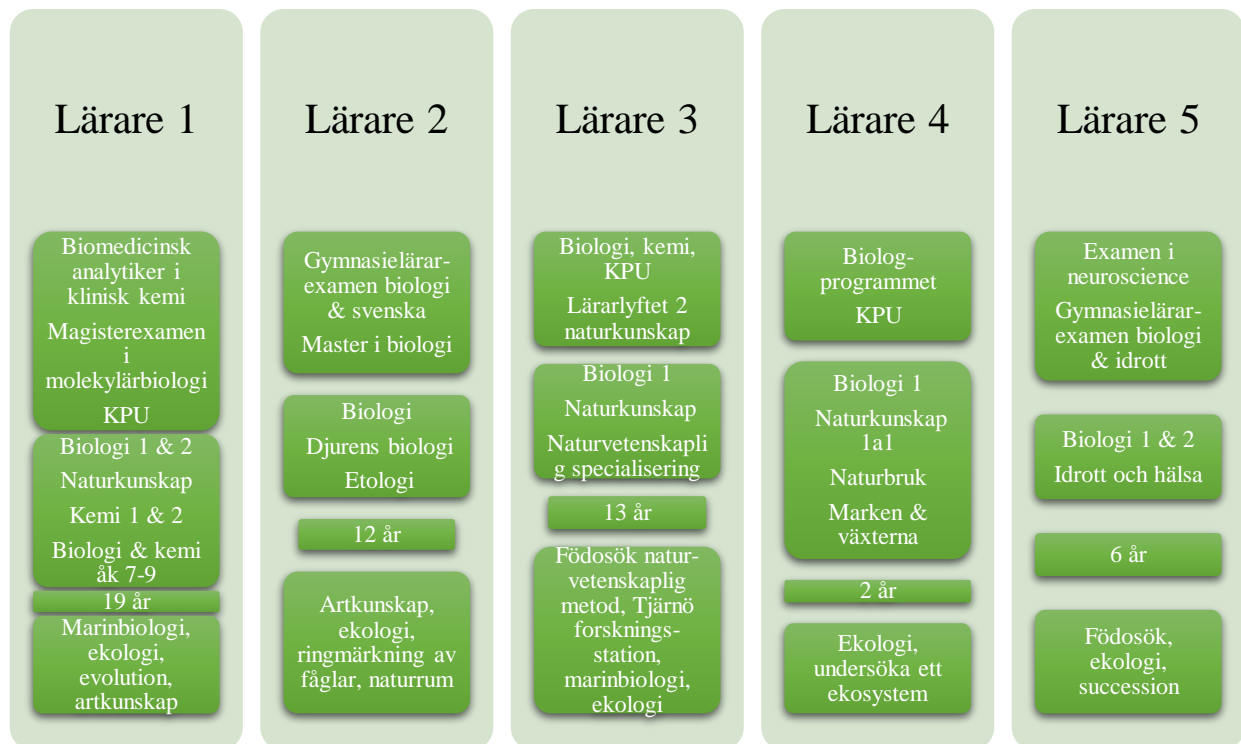 Lärare 1
Biomedicinsk
analytiker i
klinisk kemi
Magisterexamen
i
molekylärbiologi
KPU
Biologi 1 & 2
Naturkunskap
Kemi 1 & 2
Biologi & kemi
åk 7-9
19 år
Marinbiologi,
ekologi,
evolution,
artkunskap
Lärare 2
Gymnasielärar-
examen biologi
& svenska
Master i biologi
Biologi
Djurens biologi
Etologi
12 år
Artkunskap,
ekologi,
ringmärkning av
fåglar, naturrum
Lärare 3
Biologi, kemi,
KPU
Lärarlyftet 2
naturkunskap
Biologi 1
Naturkunskap
Naturvetenskapli
g specialisering
13 år
Födosök natur-
vetenskaplig
metod, Tjärnö
forsknings-
station,
marinbiologi,
ekologi
Lärare 4
Biolog-
programmet
KPU
Biologi 1
Naturkunskap
1a1
Naturbruk
Marken &
växterna
2 år
Ekologi,
undersöka ett
ekosystem
Lärare 5
Examen i
neuroscience
Gymnasielärar-
examen biologi
& idrott
Biologi 1 & 2
Idrott och hälsa
6 år
Födosök,
ekologi,
succession